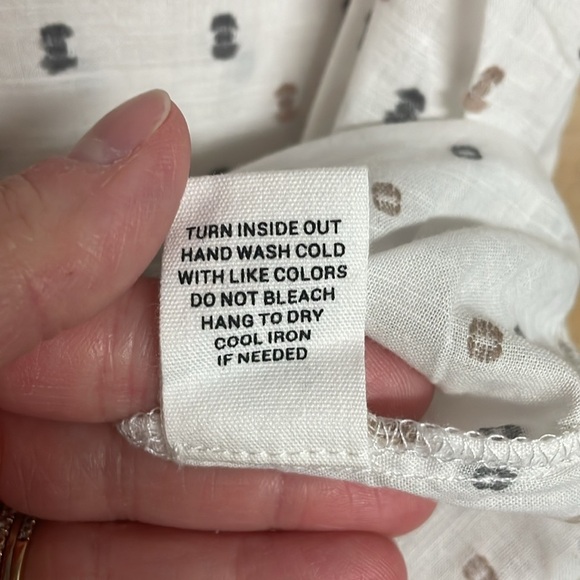 TURN INSIDE OUT
HAND WASH COLD
WITH LIKE COLORS
DO NOT BLEACH
HANG TO DRY
COOL IRON
IF NEEDED